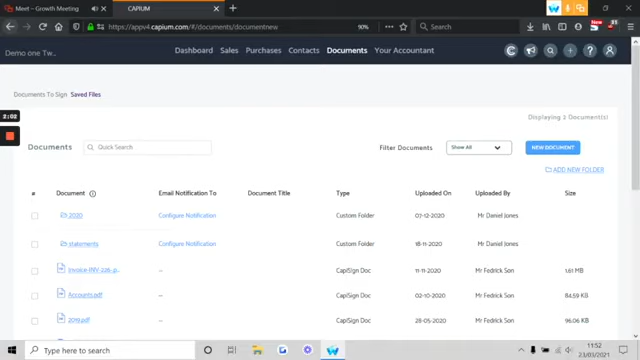 Meet – Growth Meeting
CAPIUM
https://appv4.capium.com/#/documents/documentnew
90%
Search
New
Demo one Tw...
Dashboard Sales Purchases Contacts Documents Your Accountant
Documents To Sign Saved Files
2:02
Displaying 2 Document(s)
Documents
Quick Search
Filter Documents
Show All
NEW DOCUMENT
ADD NEW FOLDER
# Document Email Notification To Document Title Type Uploaded On Uploaded By Size
2020 Configure Notification Custom Folder 07-12-2020 Mr Daniel Jones
statements Configure Notification Custom Folder 18-11-2020 Mr Daniel Jones
invoice-INV-226-p... -- CapiSign Doc 11-11-2020 Mr Fedrick Son 1.61 MB
Accounts.pdf -- CapiSign Doc 02-10-2020 Mr Fedrick Son 84.59 KB
2019.pdf -- CapiSign Doc 28-05-2020 Mr Fedrick Son 96.06 KB
Type here to search
11:52
23/03/2021